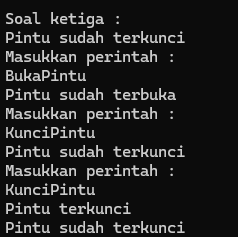 Soal ketiga :
Pintu sudah terkunci
Masukkan perintah :
BukaPintu
Pintu sudah terbuka
Masukkan perintah :
KunciPintu
Pintu sudah terkunci
Masukkan perintah :
KunciPintu
Pintu terkunci
Pintu sudah terkunci